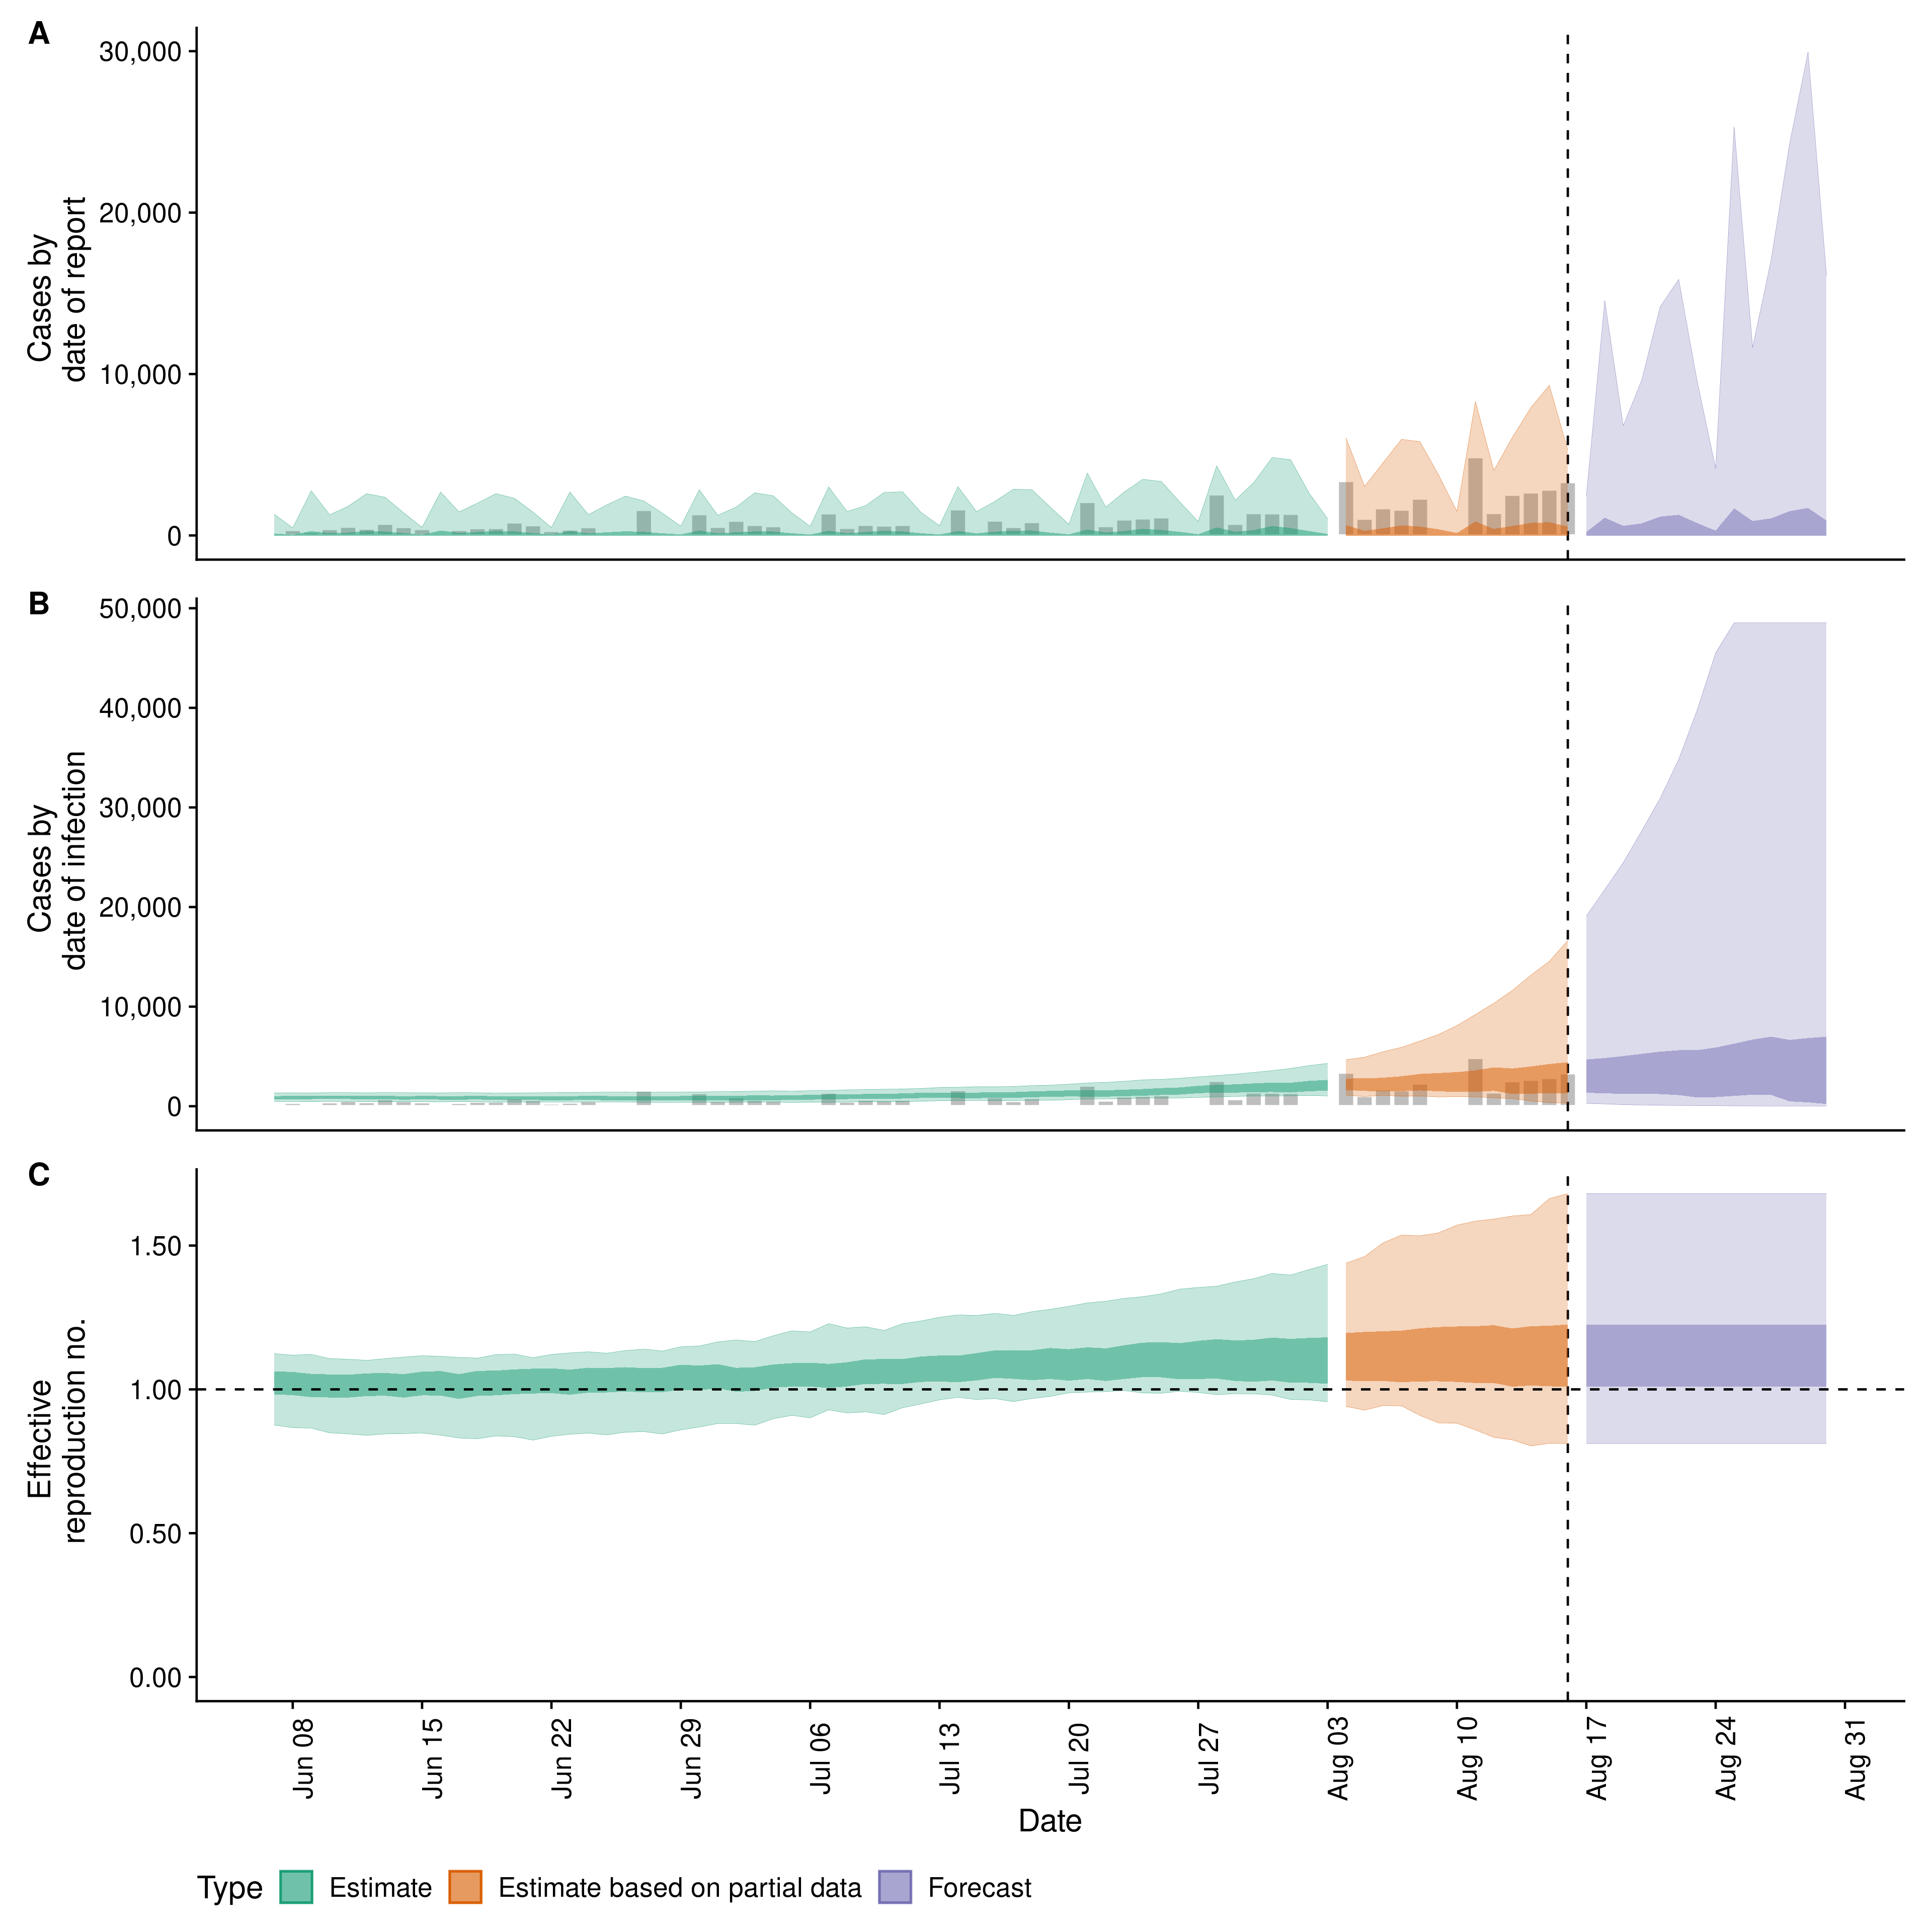 A
30,000
20,000
10,000
0
Cases by
date of report
B
50,000
40,000
30,000
20,000
10,000
0
Cases by
date of infection
C
1.50
1.00
0.50
0.00
Effective
reproduction no.
Jun 08
Jun 15
Jun 22
Jun 29
Jul 06
Jul 13
Jul 20
Jul 27
Aug 03
Aug 10
Aug 17
Aug 24
Aug 31
Date
Type Estimate Estimate based on partial data Forecast